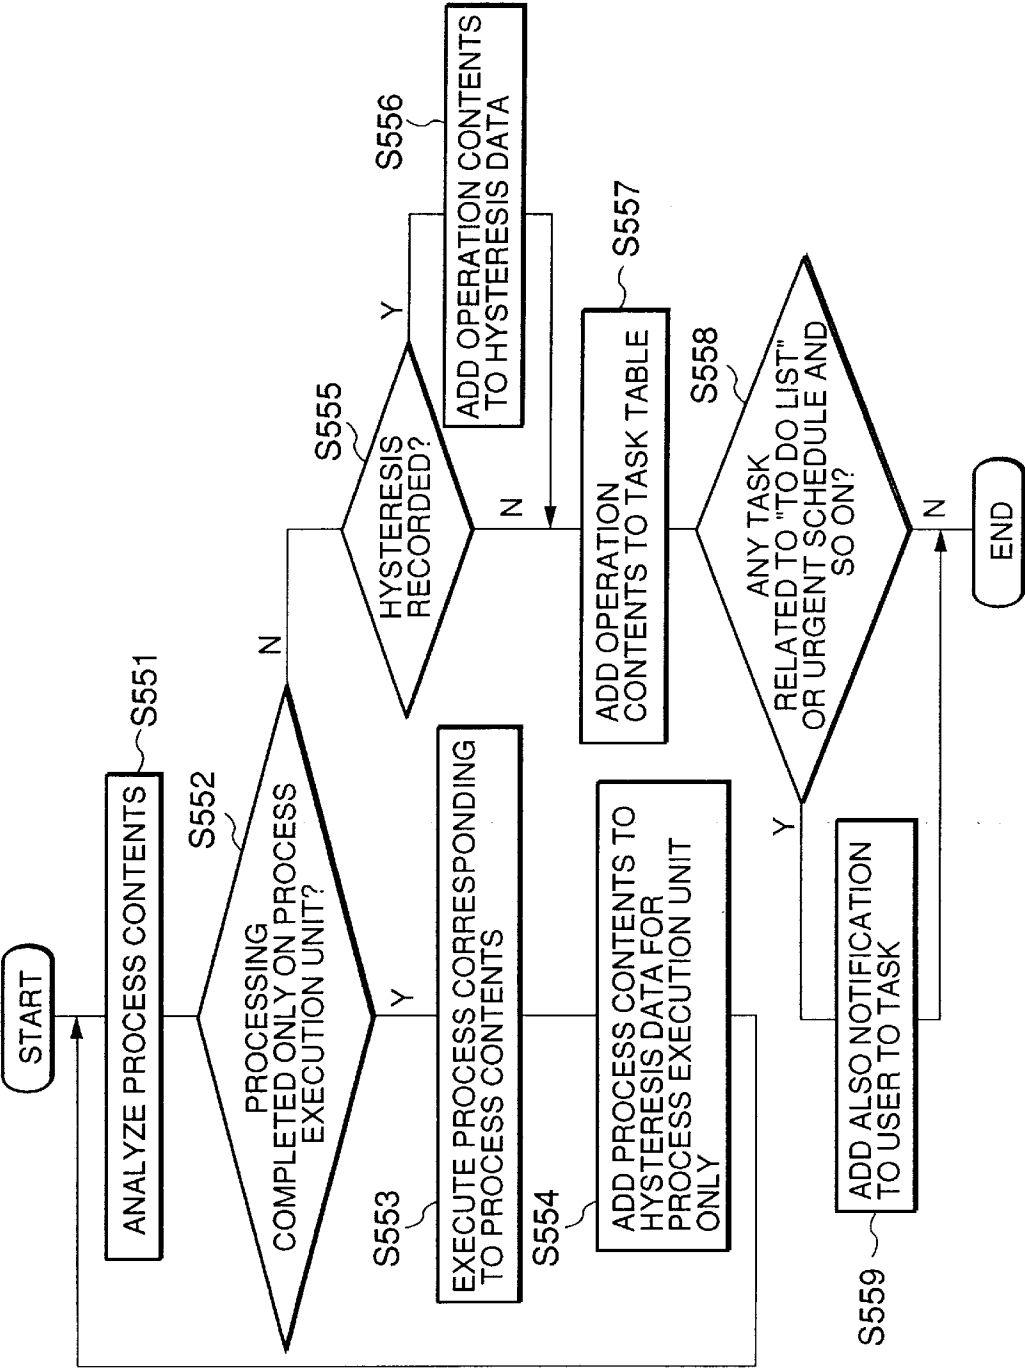 START
S551
ANALYZE PROCESS CONTENTS
S552
PROCESSING
COMPLETED ONLY ON PROCESS
EXECUTION UNIT?
N
Y
S553
EXECUTE PROCESS CORRESPONDING
TO PROCESS CONTENTS
S554
ADD PROCESS CONTENTS TO
HYSTERESIS DATA FOR
PROCESS EXECUTION UNIT
ONLY
S555
HYSTERESIS
RECORDED?
Y
N
S556
ADD OPERATION CONTENTS
TO HYSTERESIS DATA
S557
ADD OPERATION
CONTENTS TO TASK TABLE
S558
ANY TASK
RELATED TO "TO DO LIST"
OR URGENT SCHEDULE AND
SO ON?
Y
N
S559
ADD ALSO NOTIFICATION
TO USER TO TASK
END